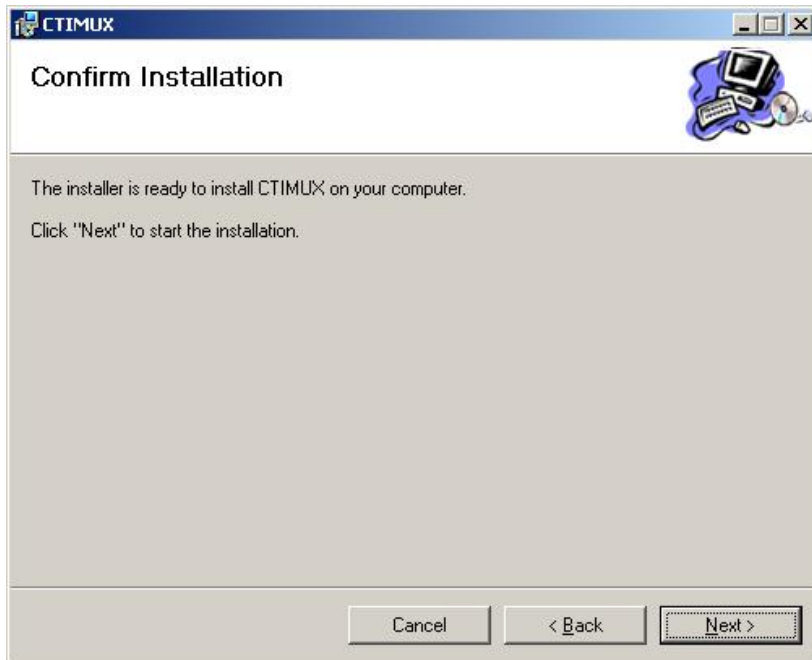 CTIMUX
Confirm Installation
The installer is ready to install CTIMUX on your computer.
Click "Next" to start the installation.
Cancel
< Back
Next >